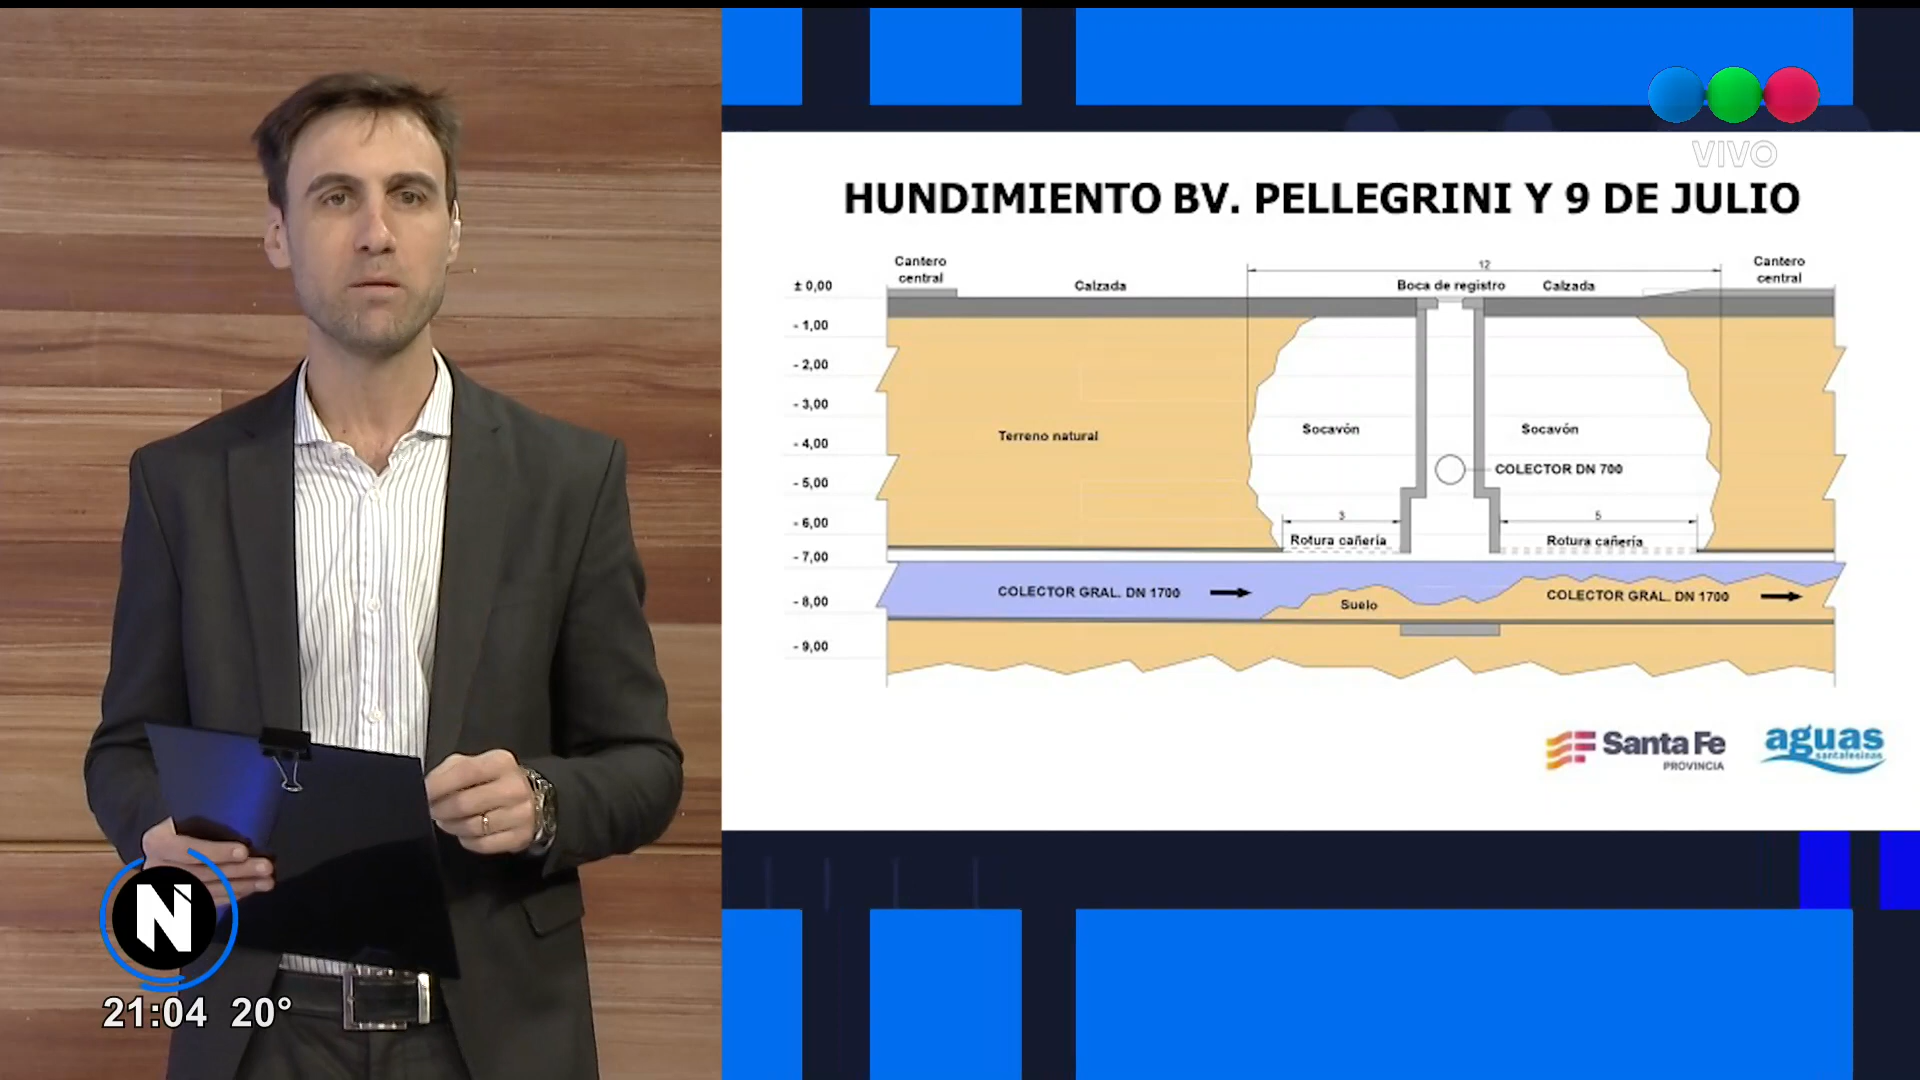 VIVO
HUNDIMIENTO BV. PELLEGRINI Y 9 DE JULIO
Cantero
central
Calzada
12
Boca de registro
Calzada
Cantero
central
± 0,00
- 1,00
- 2,00
- 3,00
- 4,00
- 5,00
- 6,00
- 7,00
- 8,00
- 9,00
Terreno natural
Socavón
Socavón
COLECTOR DN 700
3
5
Rotura cañería
Rotura cañería
COLECTOR GRAL. DN 1700
Suelo
COLECTOR GRAL. DN 1700
Santa Fe
PROVINCIA
aguas
santafesinas
N
21:04 20°